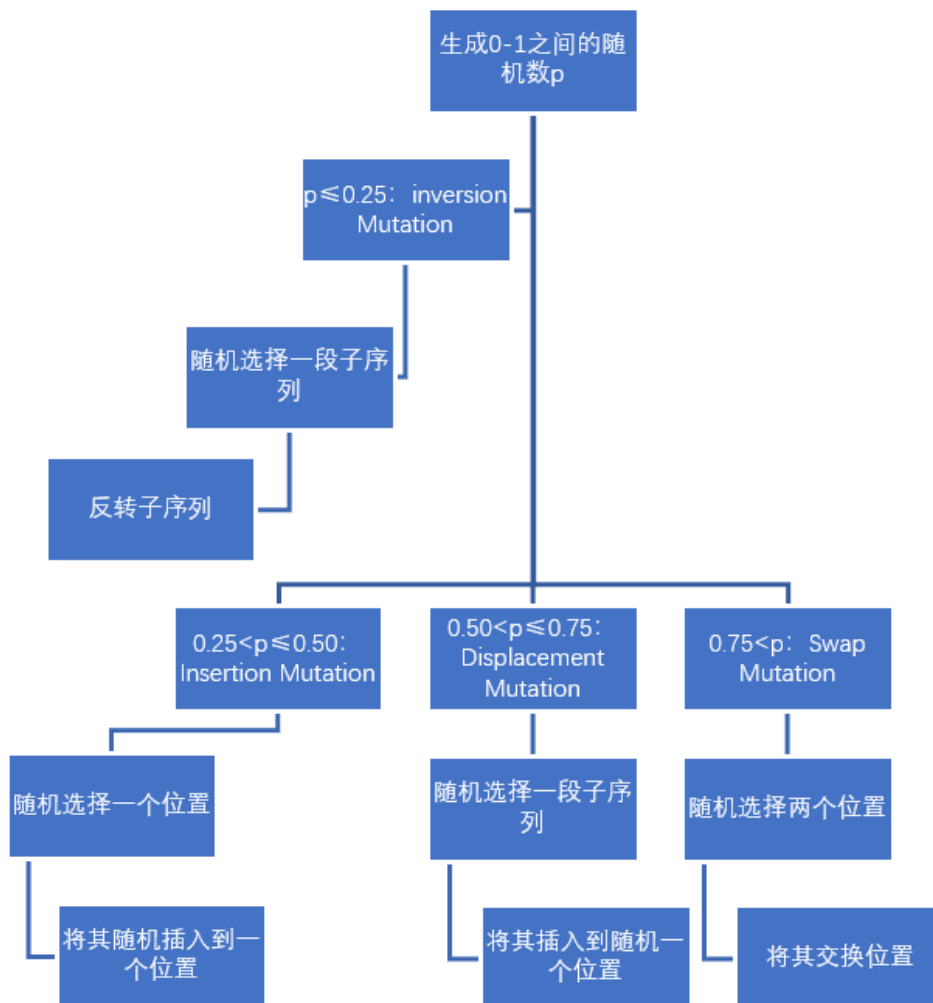 生成0-1之间的随
机数p
p≤0.25：inversion
Mutation
随机选择一段子序
列
反转子序列
0.25<p≤0.50：
Insertion Mutation
0.50<p≤0.75：
Displacement
Mutation
0.75<p：Swap
Mutation
随机选择一个位置
随机选择一段子序
列
随机选择两个位置
将其随机插入到一
个位置
将其插入到随机一
个位置
将其交换位置